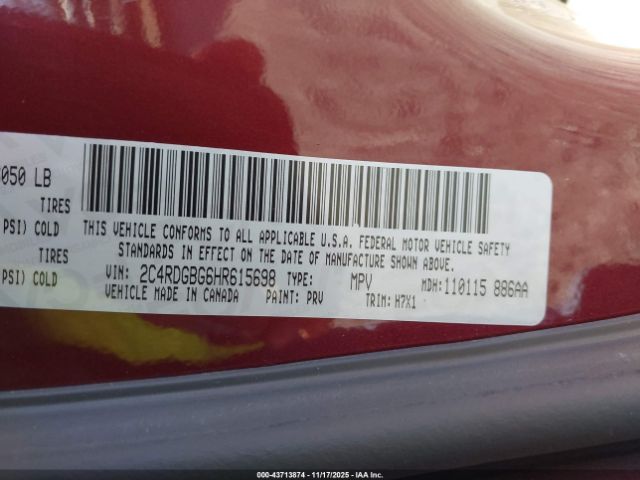 050 LB
TIRES
PSI) COLD
TIRES
PSI) COLD
THIS VEHICLE CONFORMS TO ALL APPLICABLE U.S.A. FEDERAL MOTOR VEHICLE SAFETY
STANDARDS IN EFFECT ON THE DATE OF MANUFACTURE SHOWN ABOVE.
VIN: 2C4RDGBG6HR615698 TYPE: MPV MDH: 110115 886AA
VEHICLE MADE IN CANADA PAINT: PRV TRIM: H7X1
000-43713874 | 11/17/2025 | IAA Inc.